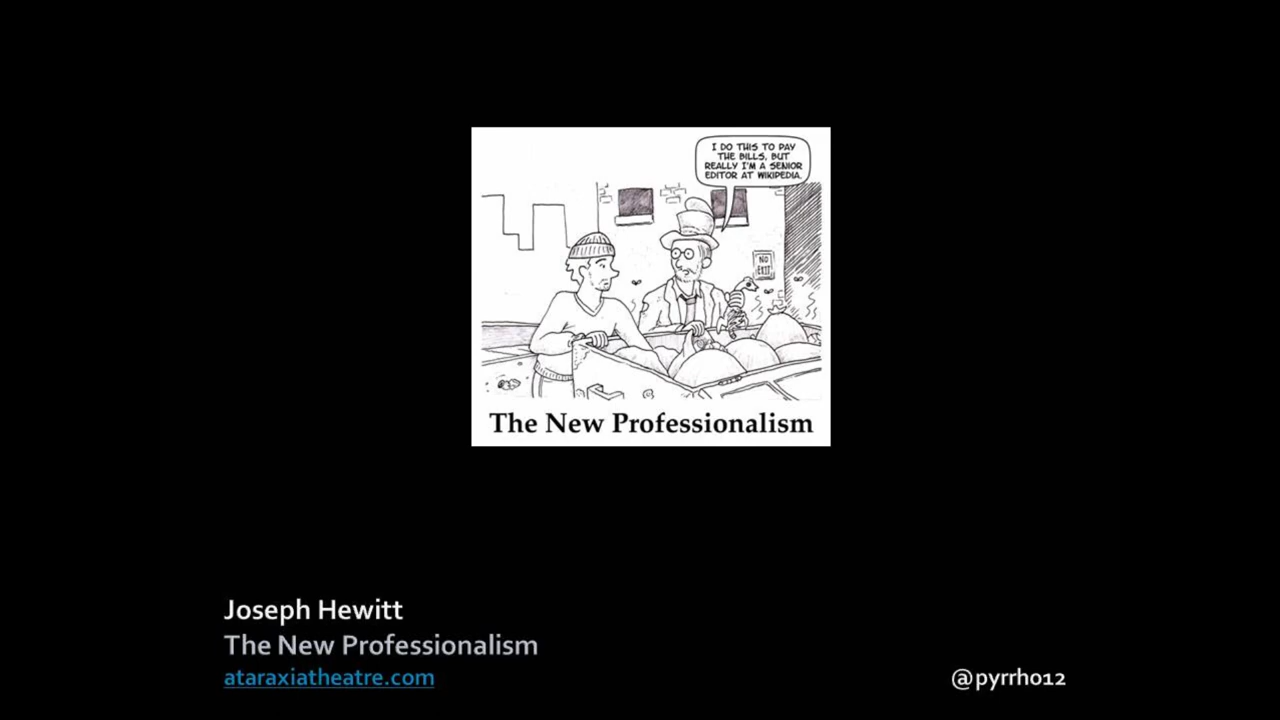 I DO THIS TO PAY
THE BILLS, BUT
REALLY I'M A SENIOR
EDITOR AT WIKIPEDIA.
NO
EXIT
The New Professionalism
Joseph Hewitt
The New Professionalism
ataraxiatheatre.com
@pyrrho12